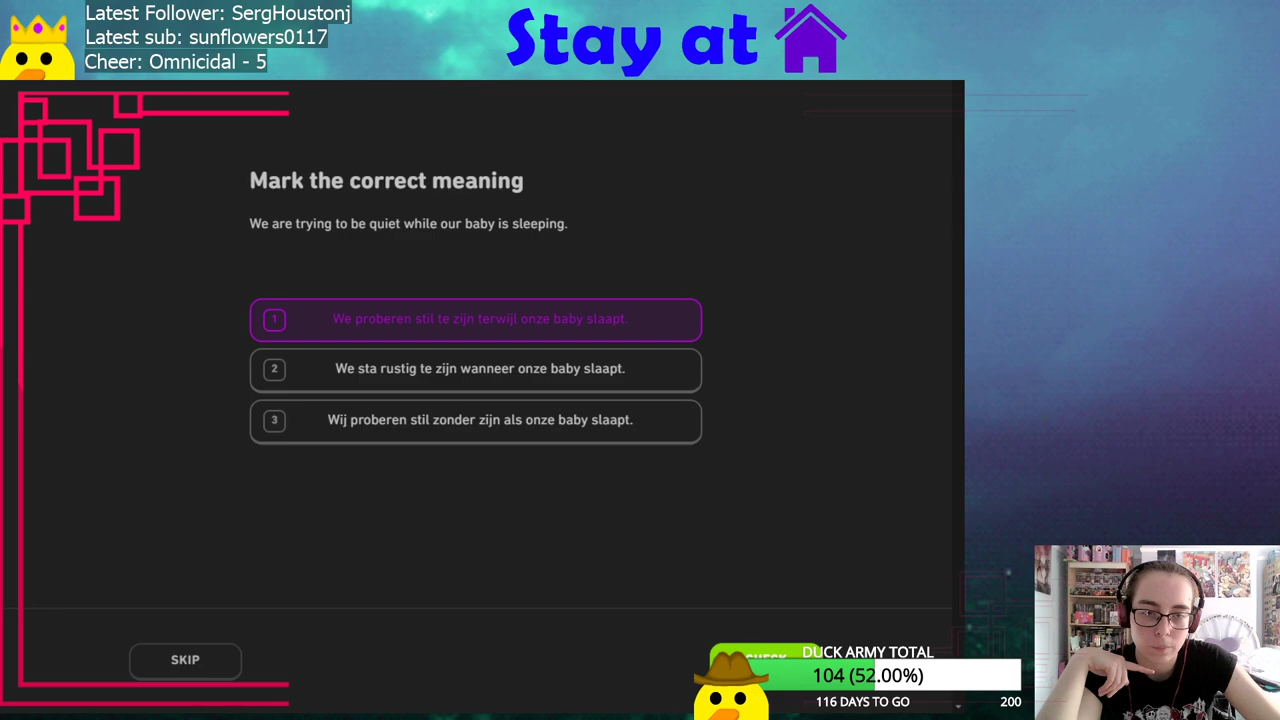 Latest Follower: SergHoustonj
Latest sub: sunflowers0117
Cheer: Omnicidal - 5
Stay at
Mark the correct meaning
We are trying to be quiet while our baby is sleeping.
1 We proberen stil te zijn terwijl onze baby slaapt.
2 We sta rustig te zijn wanneer onze baby slaapt.
3 Wij proberen stil zonder zijn als onze baby slaapt.
SKIP
DUCK ARMY TOTAL
104 (52.00%)
116 DAYS TO GO 200